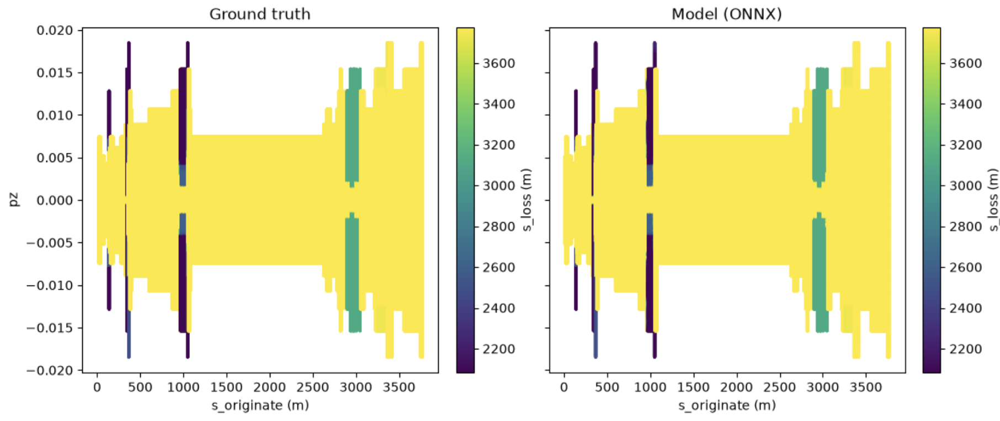 Ground truth
Model (ONNX)
0.020
0.015
0.010
0.005
0.000
−0.005
−0.010
−0.015
−0.020
pz
0 500 1000 1500 2000 2500 3000 3500
s_originate (m)
3600
3400
3200
3000
2800
2600
2400
2200
s_loss (m)
0 500 1000 1500 2000 2500 3000 3500
s_originate (m)
3600
3400
3200
3000
2800
2600
2400
2200
s_loss (m)